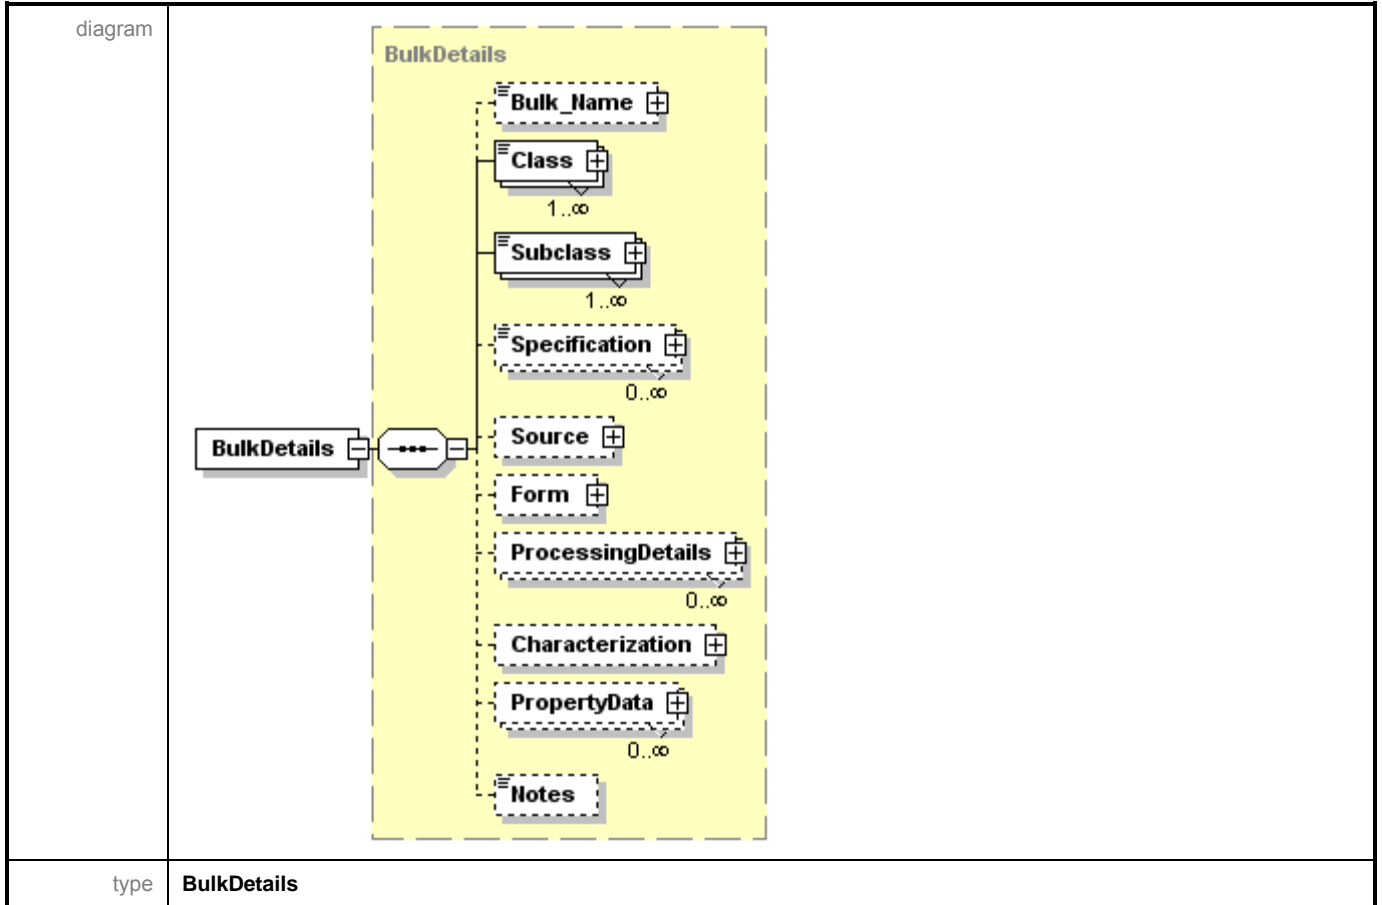 diagram
BulkDetails
Bulk_Name
Class
1..∞
Subclass
1..∞
Specification
0..∞
BulkDetails
Source
Form
ProcessingDetails
0..∞
Characterization
PropertyData
0..∞
Notes
type
BulkDetails